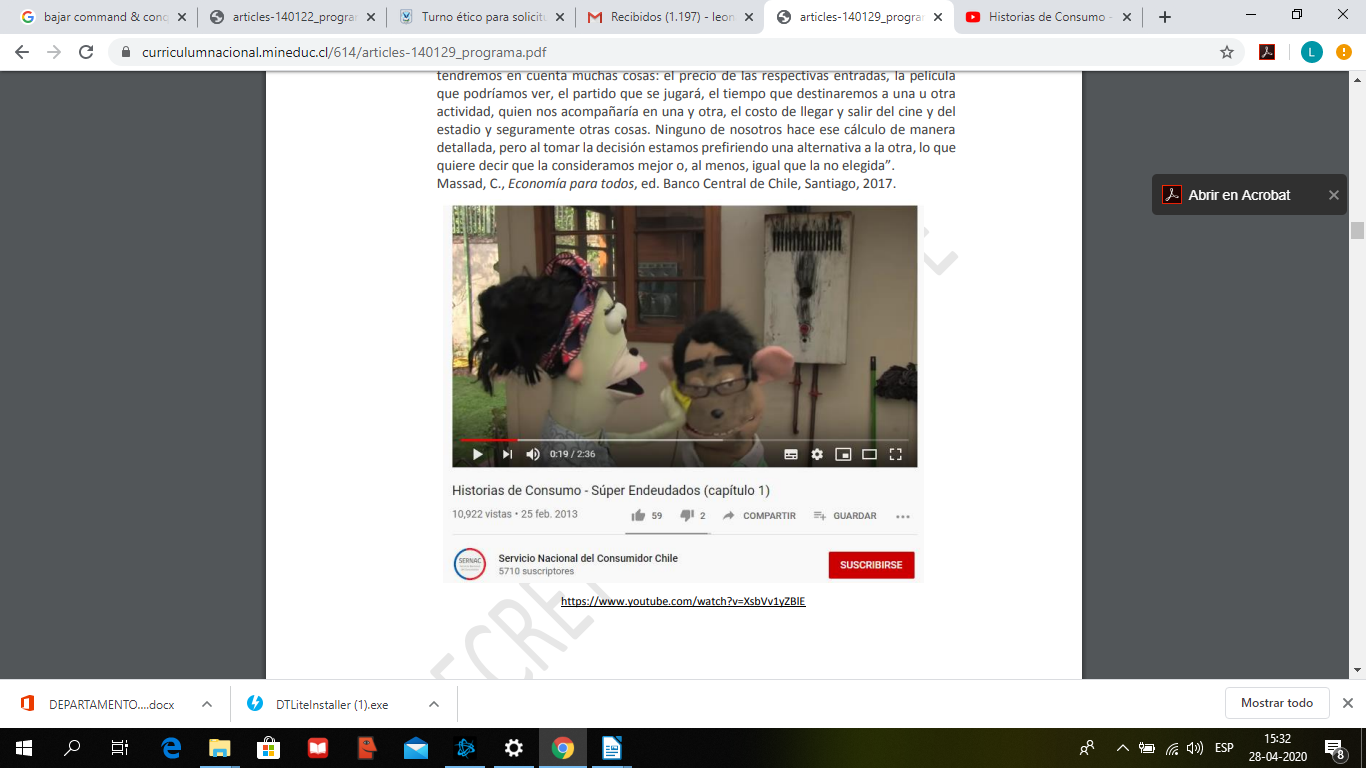 bajar command & conq
articles-140122_program
Turno ético para solicitu
Recibidos (1.197) - leon
articles-140129_program
Historias de Consumo -
curriculumnacional.mineduc.cl/614/articles-140129_programa.pdf
L
tendremos en cuenta muchas cosas: el precio de las respectivas entradas, la película
que podríamos ver, el partido que se jugará, el tiempo que destinaremos a una u otra
actividad, quien nos acompañaría en una y otra, el costo de llegar y salir del cine y del
estadio y seguramente otras cosas. Ninguno de nosotros hace ese cálculo de manera
detallada, pero al tomar la decisión estamos prefiriendo una alternativa a la otra, lo que
quiere decir que la consideramos mejor o, al menos, igual que la no elegida”.
Massad, C., Economía para todos, ed. Banco Central de Chile, Santiago, 2017.
Abrir en Acrobat
0:19 / 2:36
Historias de Consumo - Súper Endeudados (capítulo 1)
10,922 vistas • 25 feb. 2013
59
2
COMPARTIR
GUARDAR
SERNAC
Servicio Nacional del Consumidor Chile
5710 suscriptores
SUSCRIBIRSE
https://www.youtube.com/watch?v=XsbVv1yZBlE
DEPARTAMENTO....docx
DTLiteInstaller (1).exe
Mostrar todo
ESP
15:32
28-04-2020
8